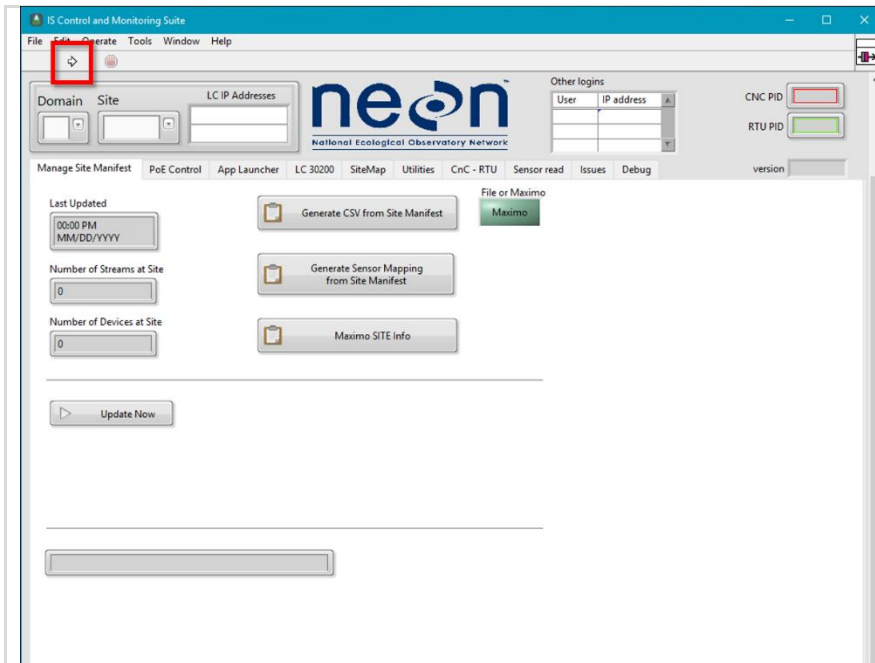 IS Control and Monitoring Suite
File Edit Operate Tools Window Help
Domain Site LC IP Addresses
neon
National Ecological Observatory Network
Other logins
User IP address
CNC PID
RTU PID
Manage Site Manifest PoE Control App Launcher LC 30200 SiteMap Utilities CnC - RTU Sensor read Issues Debug version
Last Updated
00:00 PM
MM/DD/YYYY
Generate CSV from Site Manifest
File or Maximo
Maximo
Number of Streams at Site
0
Generate Sensor Mapping
from Site Manifest
Number of Devices at Site
0
Maximo SITE Info
Update Now